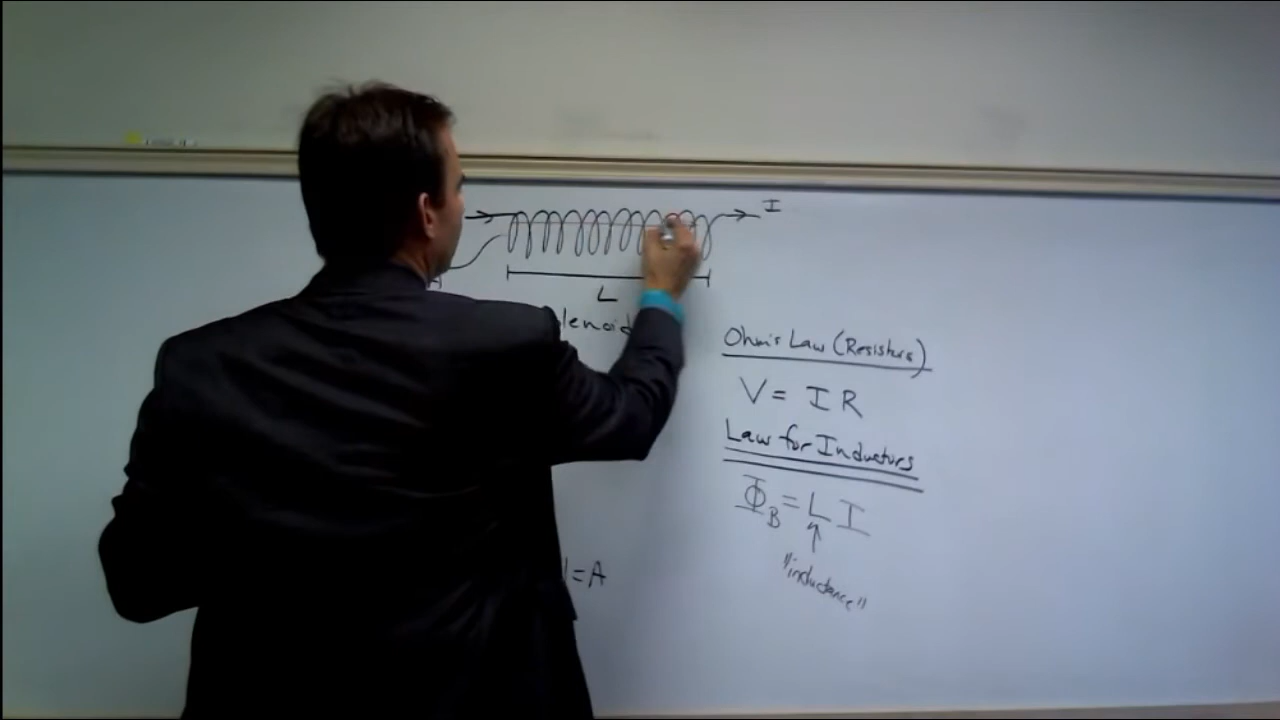 I
L
lenoid
Ohm's Law (Resistors)
V = I R
Law for Inductors
Φ_B = L I
↑
"inductance"
= A